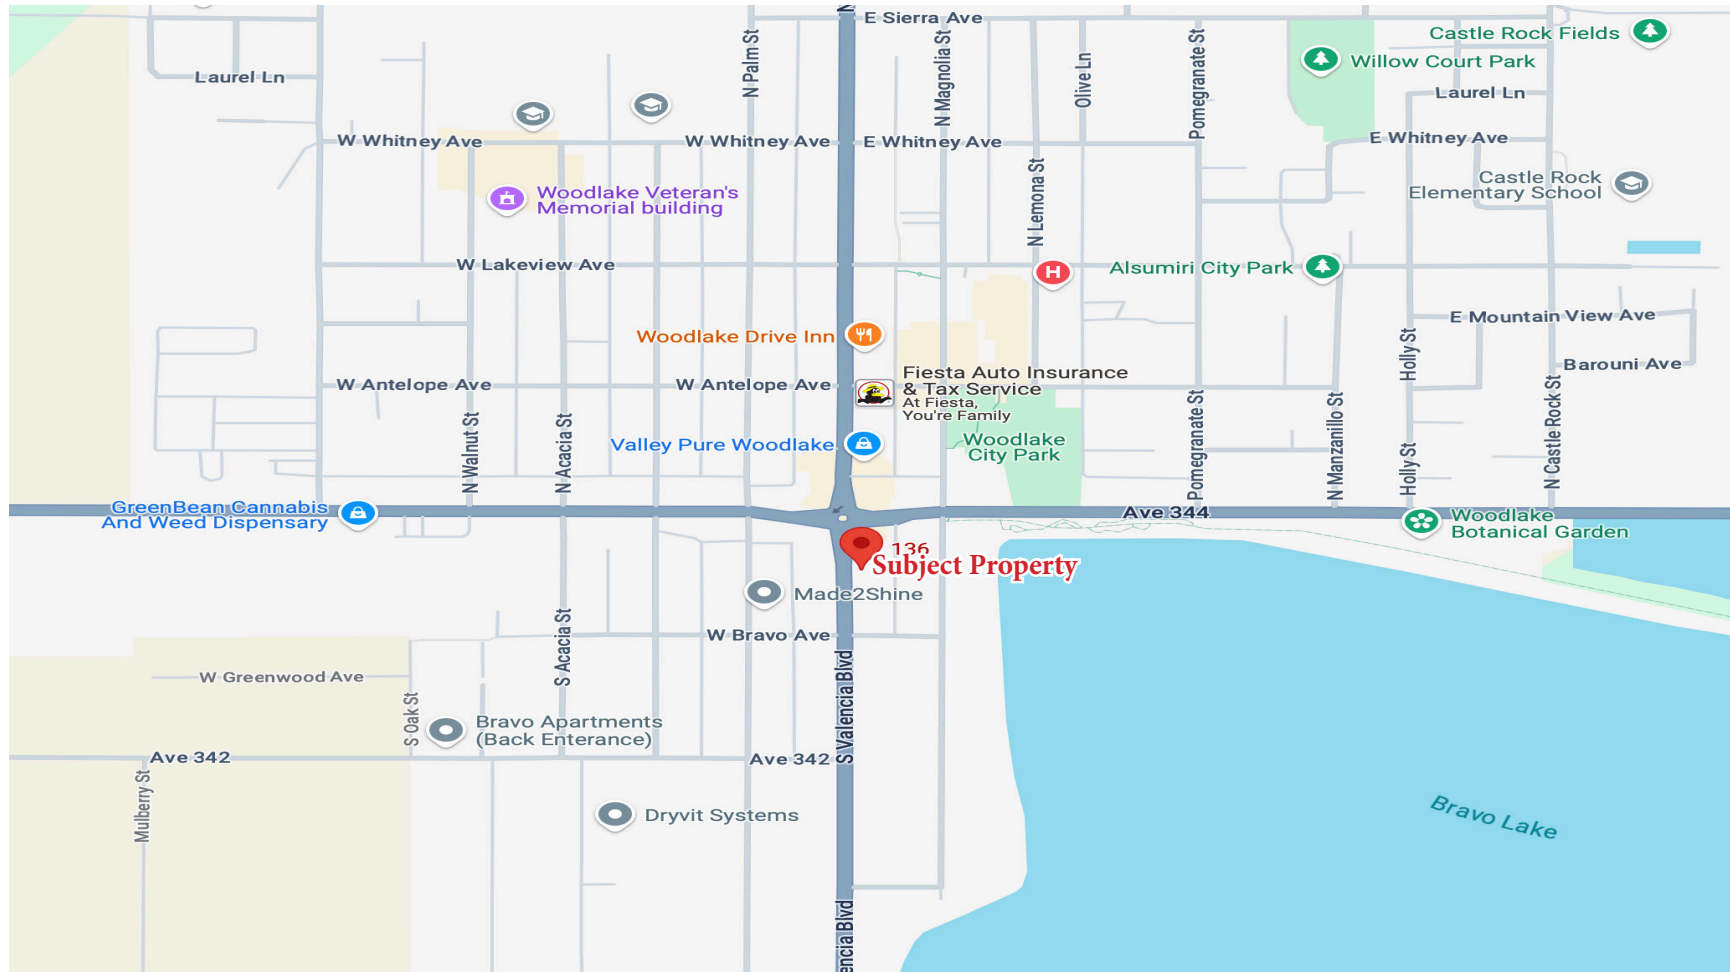 N
E Sierra Ave
Castle Rock Fields
Willow Court Park
N Palm St
N Magnolia St
Olive Ln
Pomegranate St
Laurel Ln
Laurel Ln
W Whitney Ave
W Whitney Ave
E Whitney Ave
E Whitney Ave
Woodlake Veteran's
Memorial building
N Lemona St
Castle Rock
Elementary School
W Lakeview Ave
H
Alsumiri City Park
Woodlake Drive Inn
E Mountain View Ave
Holly St
Barouni Ave
W Antelope Ave
W Antelope Ave
Fiesta Auto Insurance
& Tax Service
At Fiesta,
You're Family
N Walnut St
N Acacia St
Valley Pure Woodlake
Woodlake
City Park
Pomegranate St
N Manzanillo St
Holly St
N Castle Rock St
GreenBean Cannabis
And Weed Dispensary
Ave 344
Woodlake
Botanical Garden
136
Subject Property
Made2Shine
S Acacia St
W Bravo Ave
W Greenwood Ave
S Oak St
S Valencia Blvd
Bravo Apartments
(Back Enterance)
Ave 342
Ave 342
Mulberry St
Dryvit Systems
Bravo Lake
encia Blvd